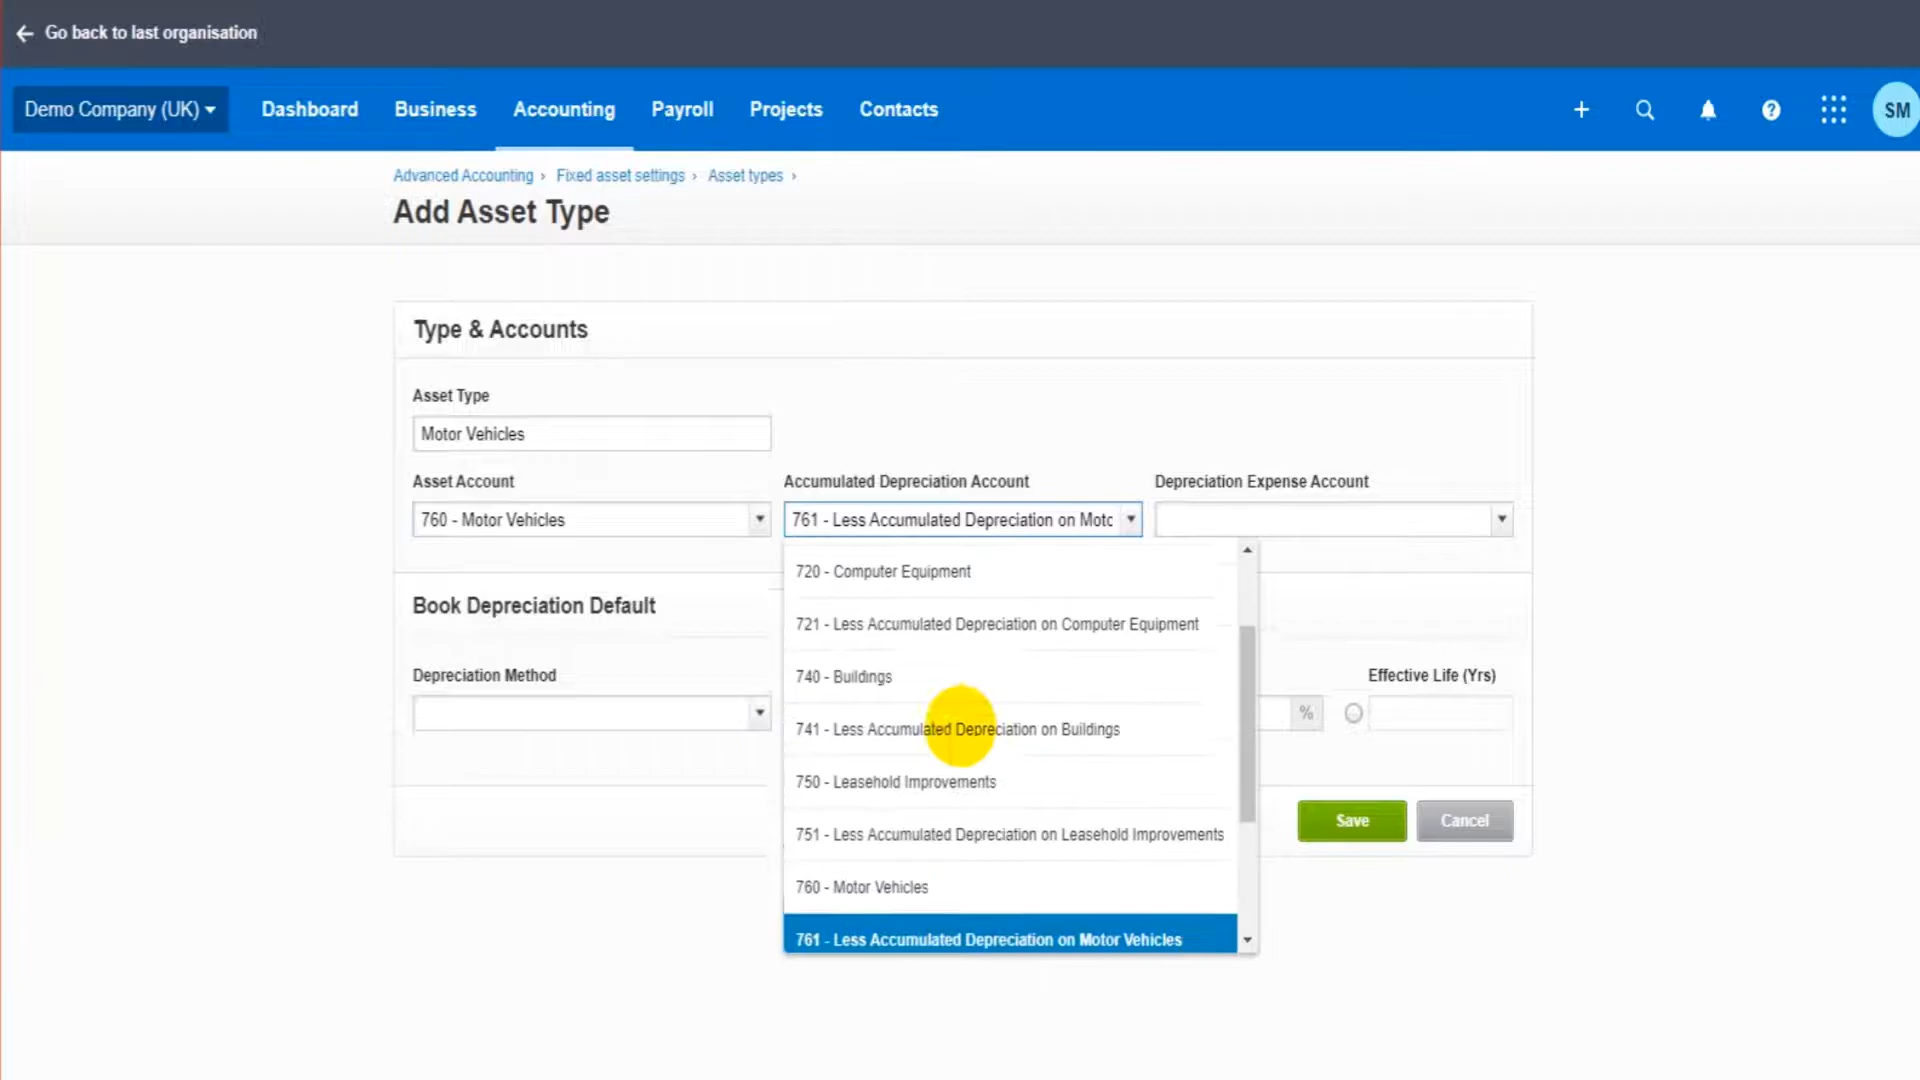 Go back to last organisation
Demo Company (UK)
Dashboard
Business
Accounting
Payroll
Projects
Contacts
SM
Advanced Accounting › Fixed asset settings › Asset types ›
Add Asset Type
Type & Accounts
Asset Type
Motor Vehicles
Asset Account
Accumulated Depreciation Account
Depreciation Expense Account
760 - Motor Vehicles
761 - Less Accumulated Depreciation on Motc
720 - Computer Equipment
721 - Less Accumulated Depreciation on Computer Equipment
740 - Buildings
741 - Less Accumulated Depreciation on Buildings
750 - Leasehold Improvements
751 - Less Accumulated Depreciation on Leasehold Improvements
760 - Motor Vehicles
761 - Less Accumulated Depreciation on Motor Vehicles
Book Depreciation Default
Depreciation Method
Effective Life (Yrs)
%
Save
Cancel